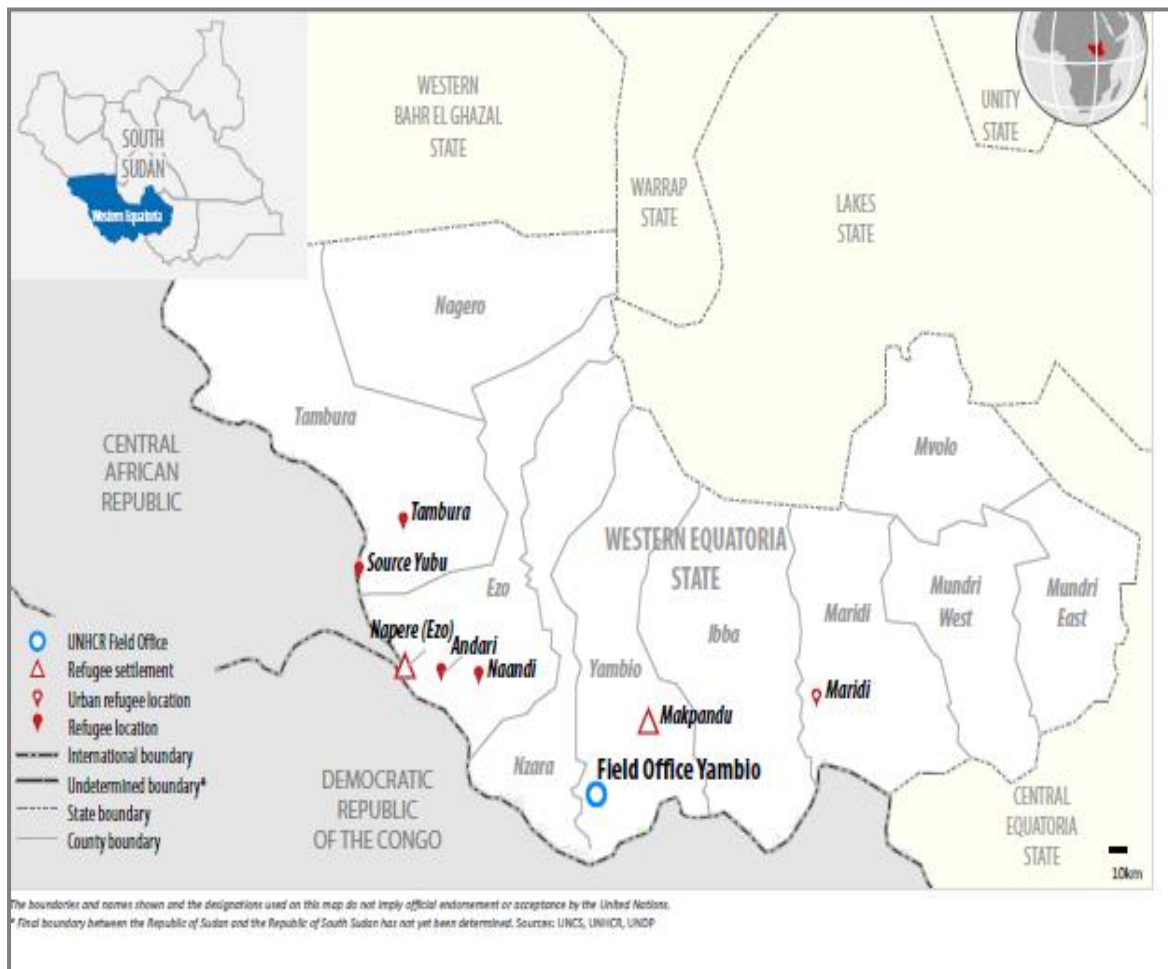 SOUTH
SUDAN
Western Equatoria
WESTERN
BAHR EL GHAZAL
STATE
WARRAP
STATE
UNITY
STATE
LAKES
STATE
Nagero
Tambura
CENTRAL
AFRICAN
REPUBLIC
Mvolo
Tambura
Source Yubu
WESTERN EQUATORIA
STATE
Ezo
Mundri
West
Mundri
East
Maridi
Ibba
Napere (Ezo)
Andari
Naandi
Yambio
Maridi
Makpandu
Nzara
Field Office Yambio
UNHCR Field Office
Refugee settlement
Urban refugee location
Refugee location
International boundary
Undetermined boundary*
State boundary
County boundary
DEMOCRATIC
REPUBLIC
OF THE CONGO
CENTRAL
EQUATORIA
STATE
10km
The boundaries and names shown and the designations used on this map do not imply official endorsement or acceptance by the United Nations.
* Final boundary between the Republic of Sudan and the Republic of South Sudan has not yet been determined. Sources: UNCS, UNHCR, UNDP